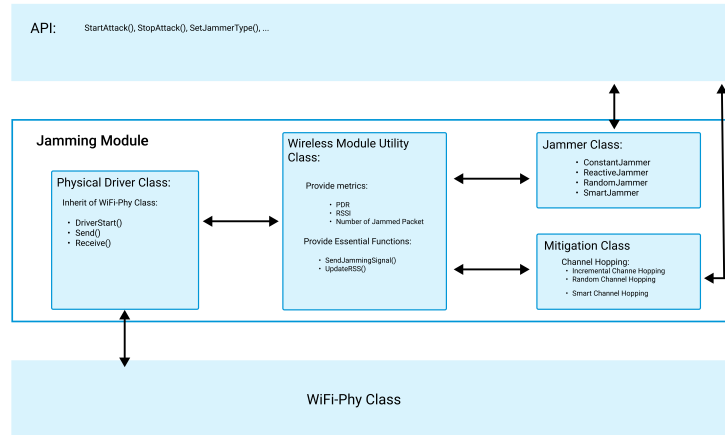 API: StartAttack(), StopAttack(), SetJammerType(), ...
Jamming Module
Physical Driver Class:
Inherit of WiFi-Phy Class:
• DriverStart()
• Send()
• Receive()
Wireless Module Utility
Class:
Provide metrics:
• PDR
• RSSI
• Number of Jammed Packet
Provide Essential Functions:
• SendJammingSignal()
• UpdateRSS()
Jammer Class:
• ConstantJammer
• ReactiveJammer
• RandomJammer
• SmartJammer
Mitigation Class
Channel Hopping:
• Incremental Channe Hopping
• Random Channel Hopping
• Smart Channel Hopping
WiFi-Phy Class